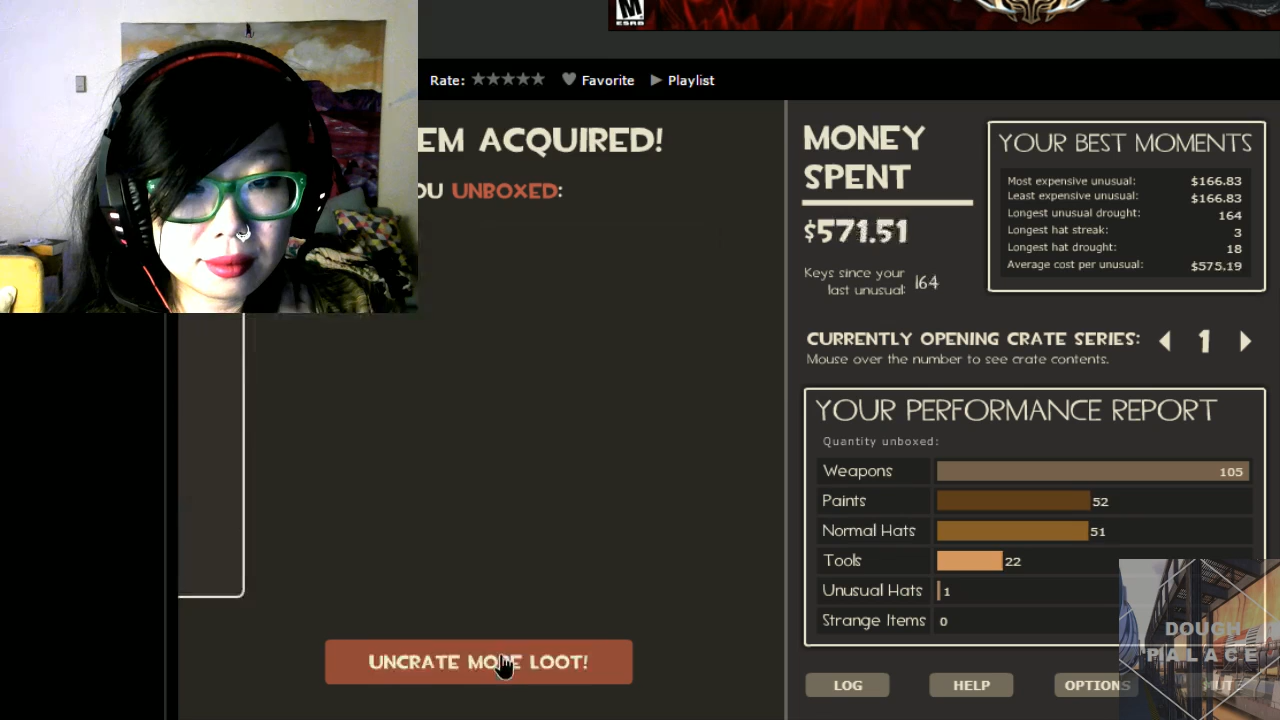 M
ESRB
Rate:
Favorite
Playlist
EM ACQUIRED!
OU UNBOXED:
MONEY
SPENT
$571.51
Keys since your
last unusual:
164
YOUR BEST MOMENTS
Most expensive unusual: $166.83
Least expensive unusual: $166.83
Longest unusual drought: 164
Longest hat streak: 3
Longest hat drought: 18
Average cost per unusual: $575.19
CURRENTLY OPENING CRATE SERIES: 1
Mouse over the number to see crate contents.
YOUR PERFORMANCE REPORT
Quantity unboxed:
Weapons 105
Paints 52
Normal Hats 51
Tools 22
Unusual Hats 1
Strange Items 0
UNCRATE MORE LOOT!
LOG
HELP
OPTIONS
MUTE
DOUGH
PALACE